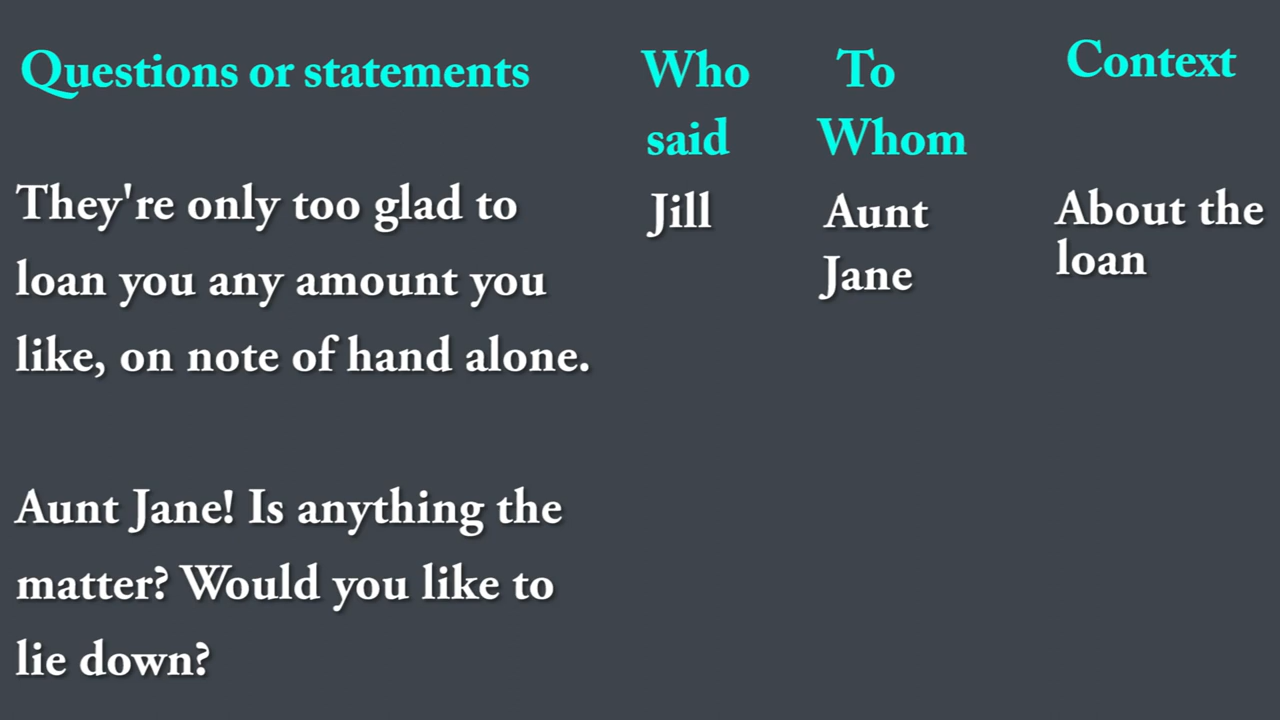 Questions or statements
Who
said
To
Whom
Context
They're only too glad to
loan you any amount you
like, on note of hand alone.
Jill
Aunt
Jane
About the
loan
Aunt Jane! Is anything the
matter? Would you like to
lie down?